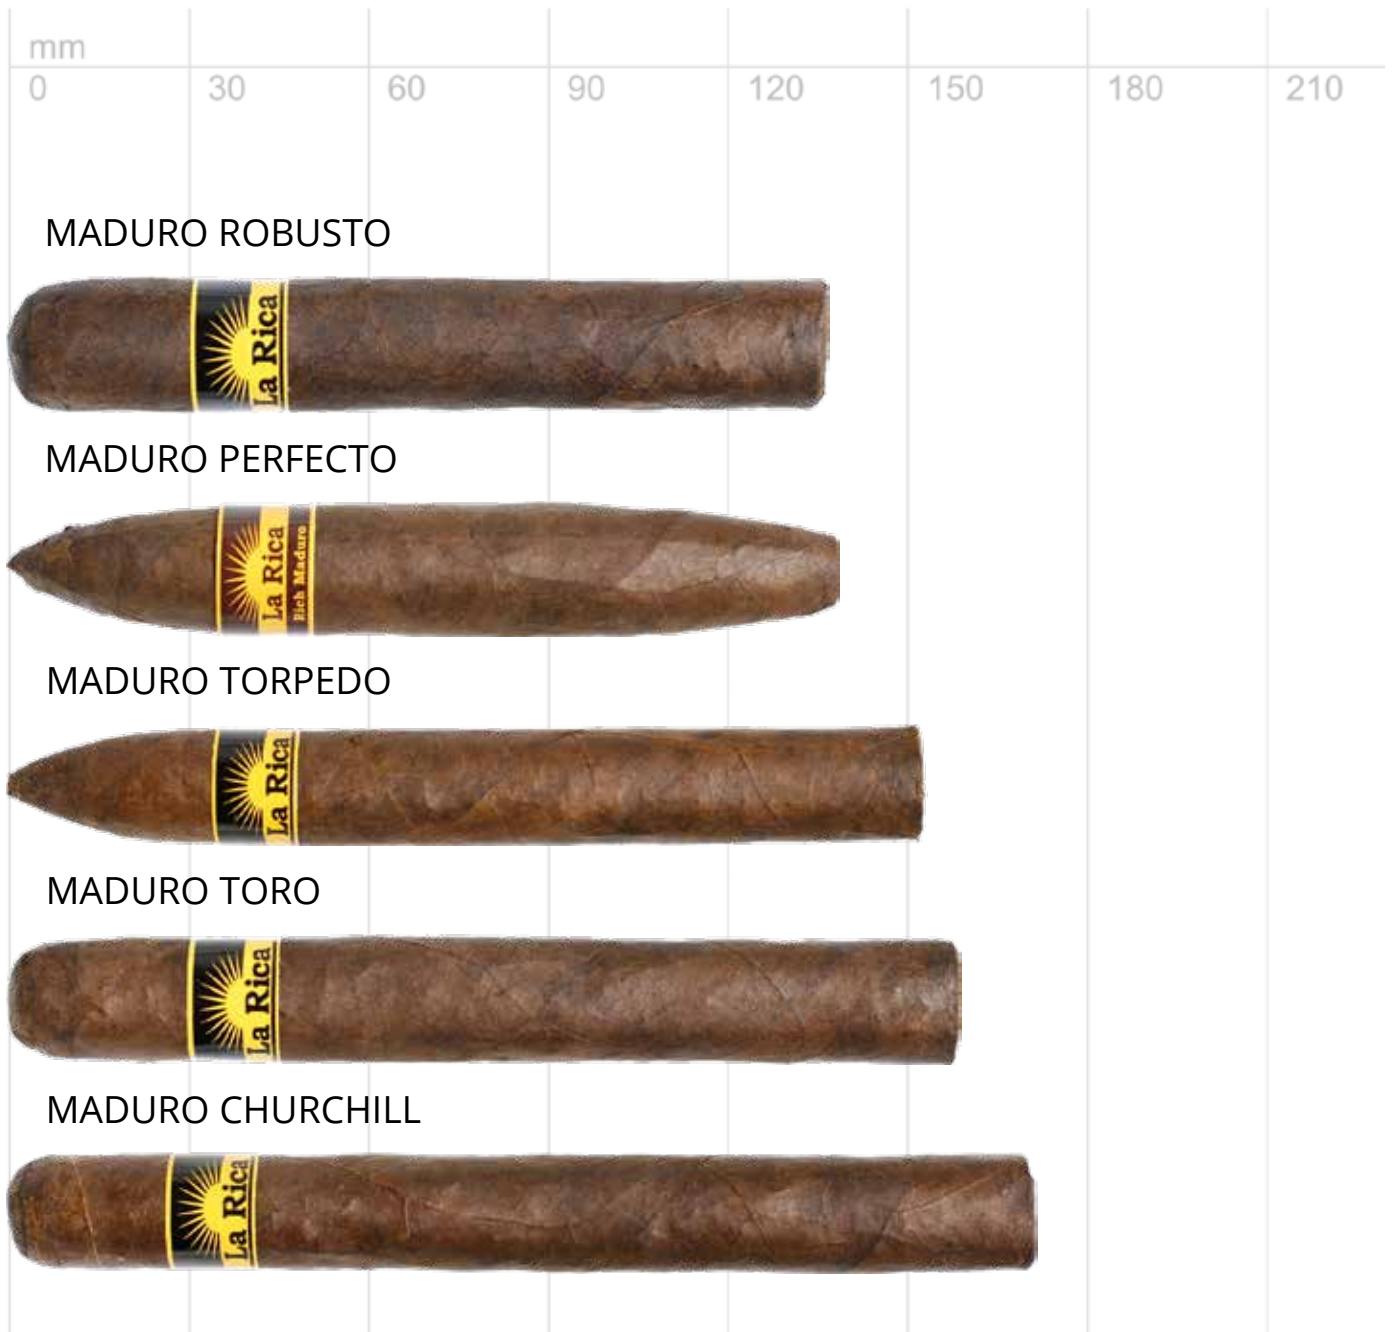 mm
0 30 60 90 120 150 180 210
MADURO ROBUSTO
La Rica
MADURO PERFECTO
La Rica
Rich Maduro
MADURO TORPEDO
La Rica
MADURO TORO
La Rica
MADURO CHURCHILL
La Rica